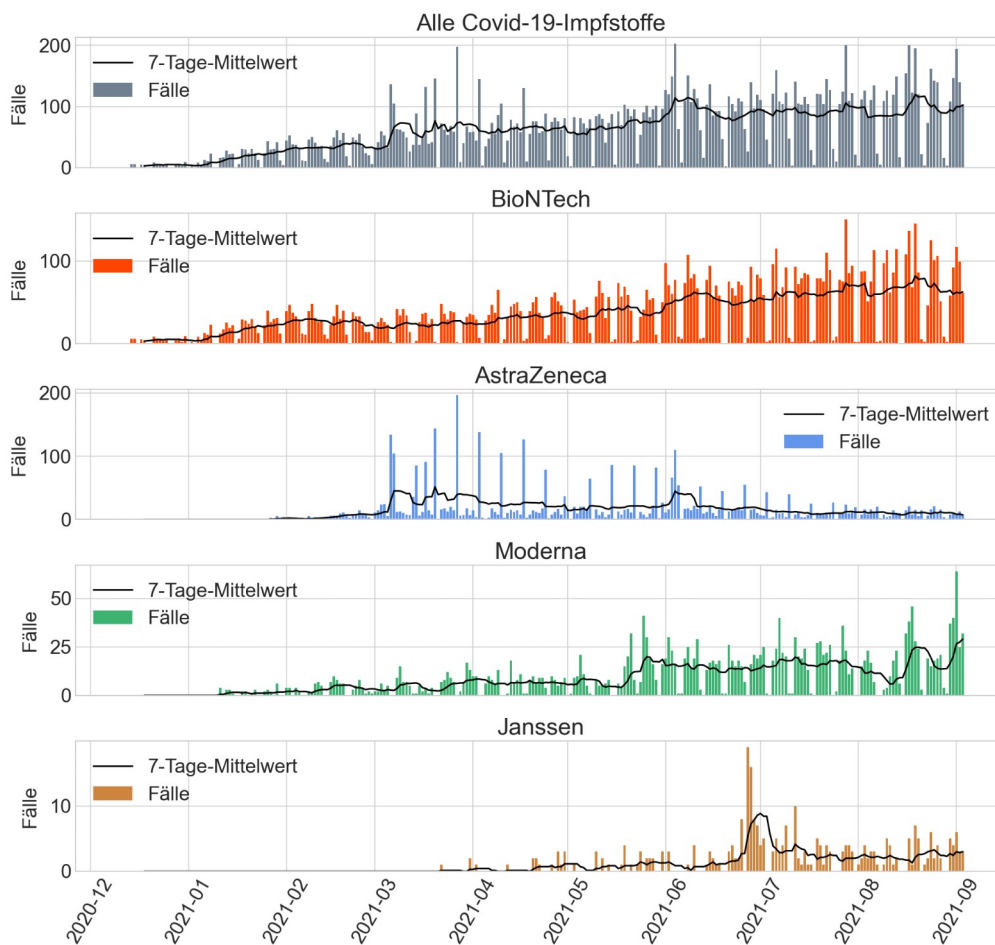 Alle Covid-19-Impfstoffe
200
100
0
Fälle
7-Tage-Mittelwert
Fälle
BioNTech
100
0
Fälle
7-Tage-Mittelwert
Fälle
AstraZeneca
200
100
0
Fälle
7-Tage-Mittelwert
Fälle
Moderna
50
25
0
Fälle
7-Tage-Mittelwert
Fälle
Janssen
10
0
Fälle
7-Tage-Mittelwert
Fälle
2020-12
2021-01
2021-02
2021-03
2021-04
2021-05
2021-06
2021-07
2021-08
2021-09